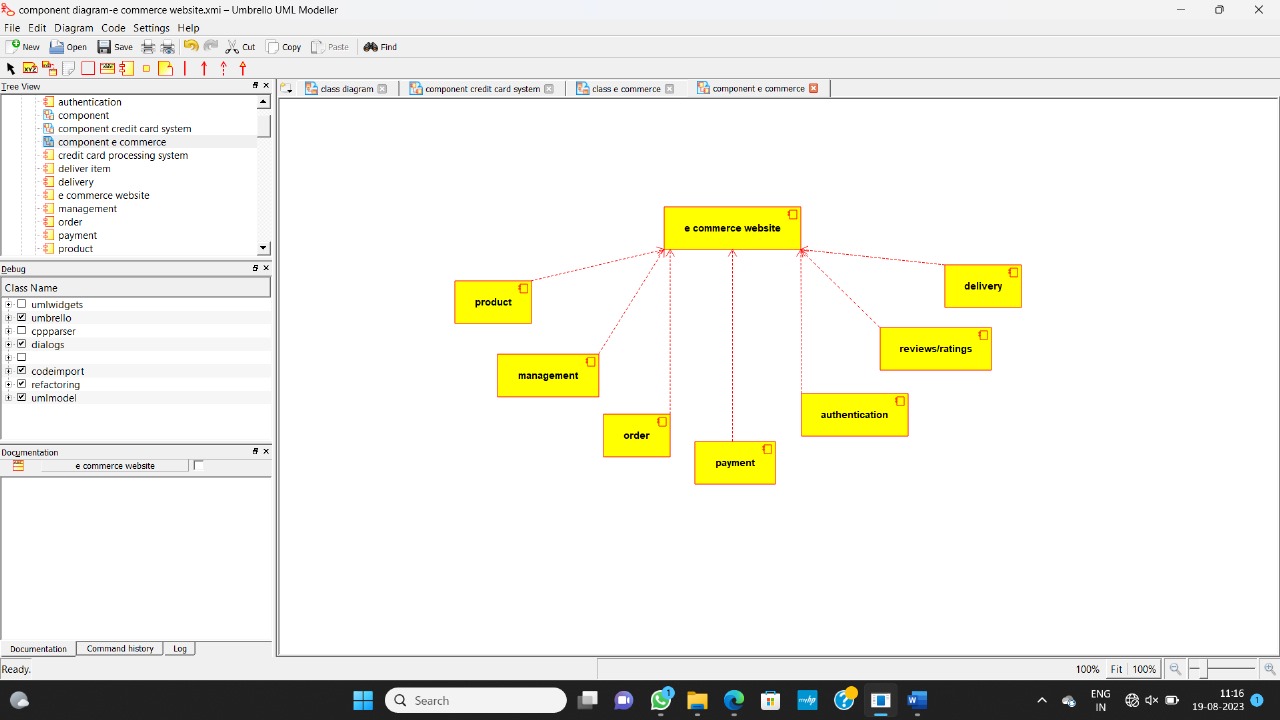 component diagram-e commerce website.xmi – Umbrello UML Modeller
File Edit Diagram Code Settings Help
New Open Save Cut Copy Paste Find
Tree View
authentication
component
component credit card system
component e commerce
credit card processing system
deliver item
delivery
e commerce website
management
order
payment
product
Debug
Class Name
umlwidgets
umbrello
cppparser
dialogs
codeimport
refactoring
umlmodel
Documentation
e commerce website
Documentation Command history Log
Ready.
class diagram component credit card system class e commerce component e commerce
e commerce website
delivery
product
reviews/ratings
management
authentication
order
payment
100% Fit 100%
Search
1
myhp
ENG
IN
11:16
19-08-2023
1